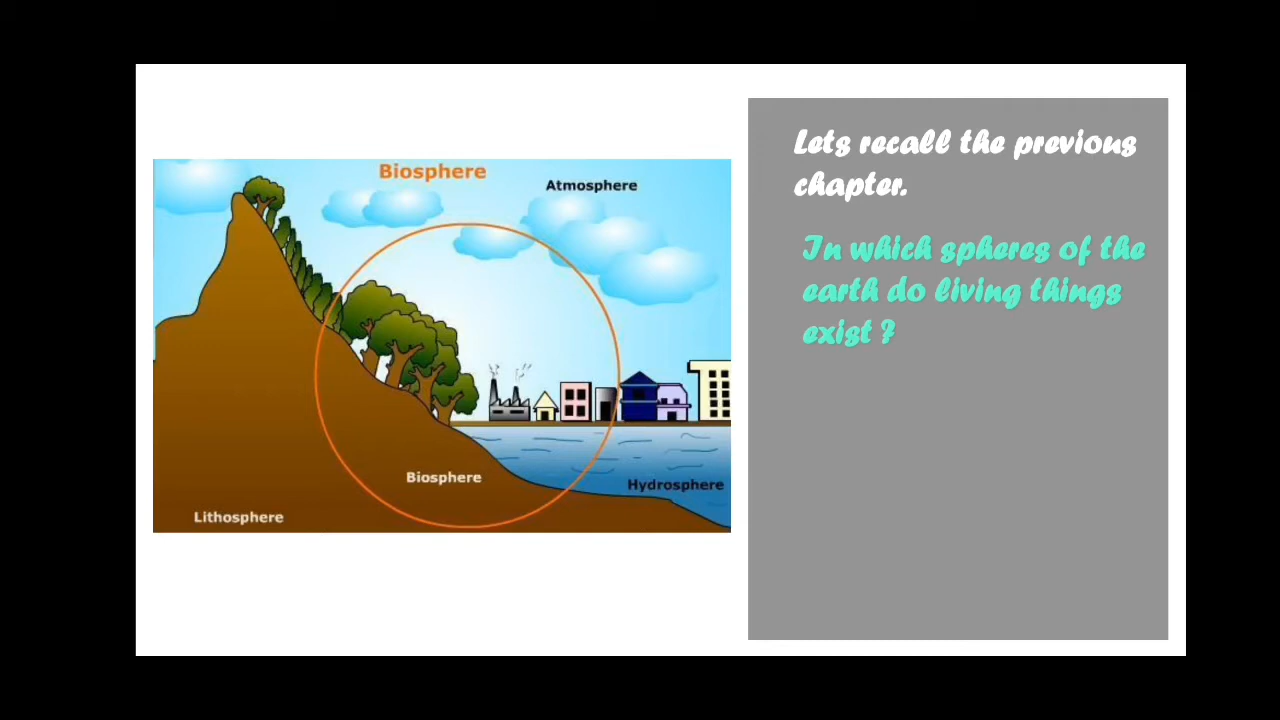 Biosphere
Atmosphere
Biosphere
Hydrosphere
Lithosphere
Lets recall the previous
chapter.
In which spheres of the
earth do living things
exist ?